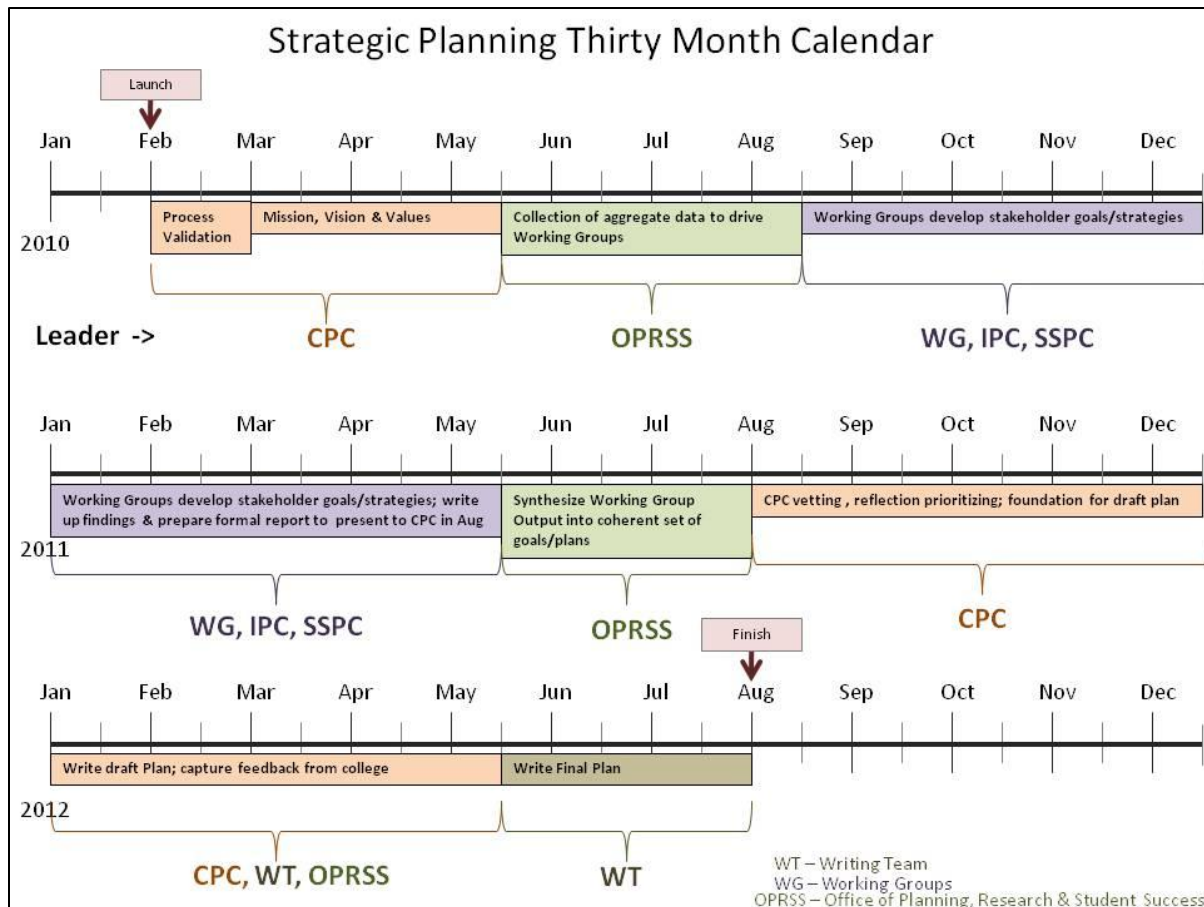 Strategic Planning Thirty Month Calendar
Launch
Jan Feb Mar Apr May Jun Jul Aug Sep Oct Nov Dec
Process
Validation
Mission, Vision & Values
Collection of aggregate data to drive
Working Groups
Working Groups develop stakeholder goals/strategies
2010
Leader ->
CPC
OPRSS
WG, IPC, SSPC
Jan Feb Mar Apr May Jun Jul Aug Sep Oct Nov Dec
Working Groups develop stakeholder goals/strategies; write
up findings & prepare formal report to present to CPC in Aug
Synthesize Working Group
Output into coherent set of
goals/plans
CPC vetting , reflection prioritizing; foundation for draft plan
2011
WG, IPC, SSPC
OPRSS
CPC
Finish
Jan Feb Mar Apr May Jun Jul Aug Sep Oct Nov Dec
Write draft Plan; capture feedback from college
Write Final Plan
2012
CPC, WT, OPRSS
WT
WT – Writing Team
WG – Working Groups
OPRSS – Office of Planning, Research & Student Success